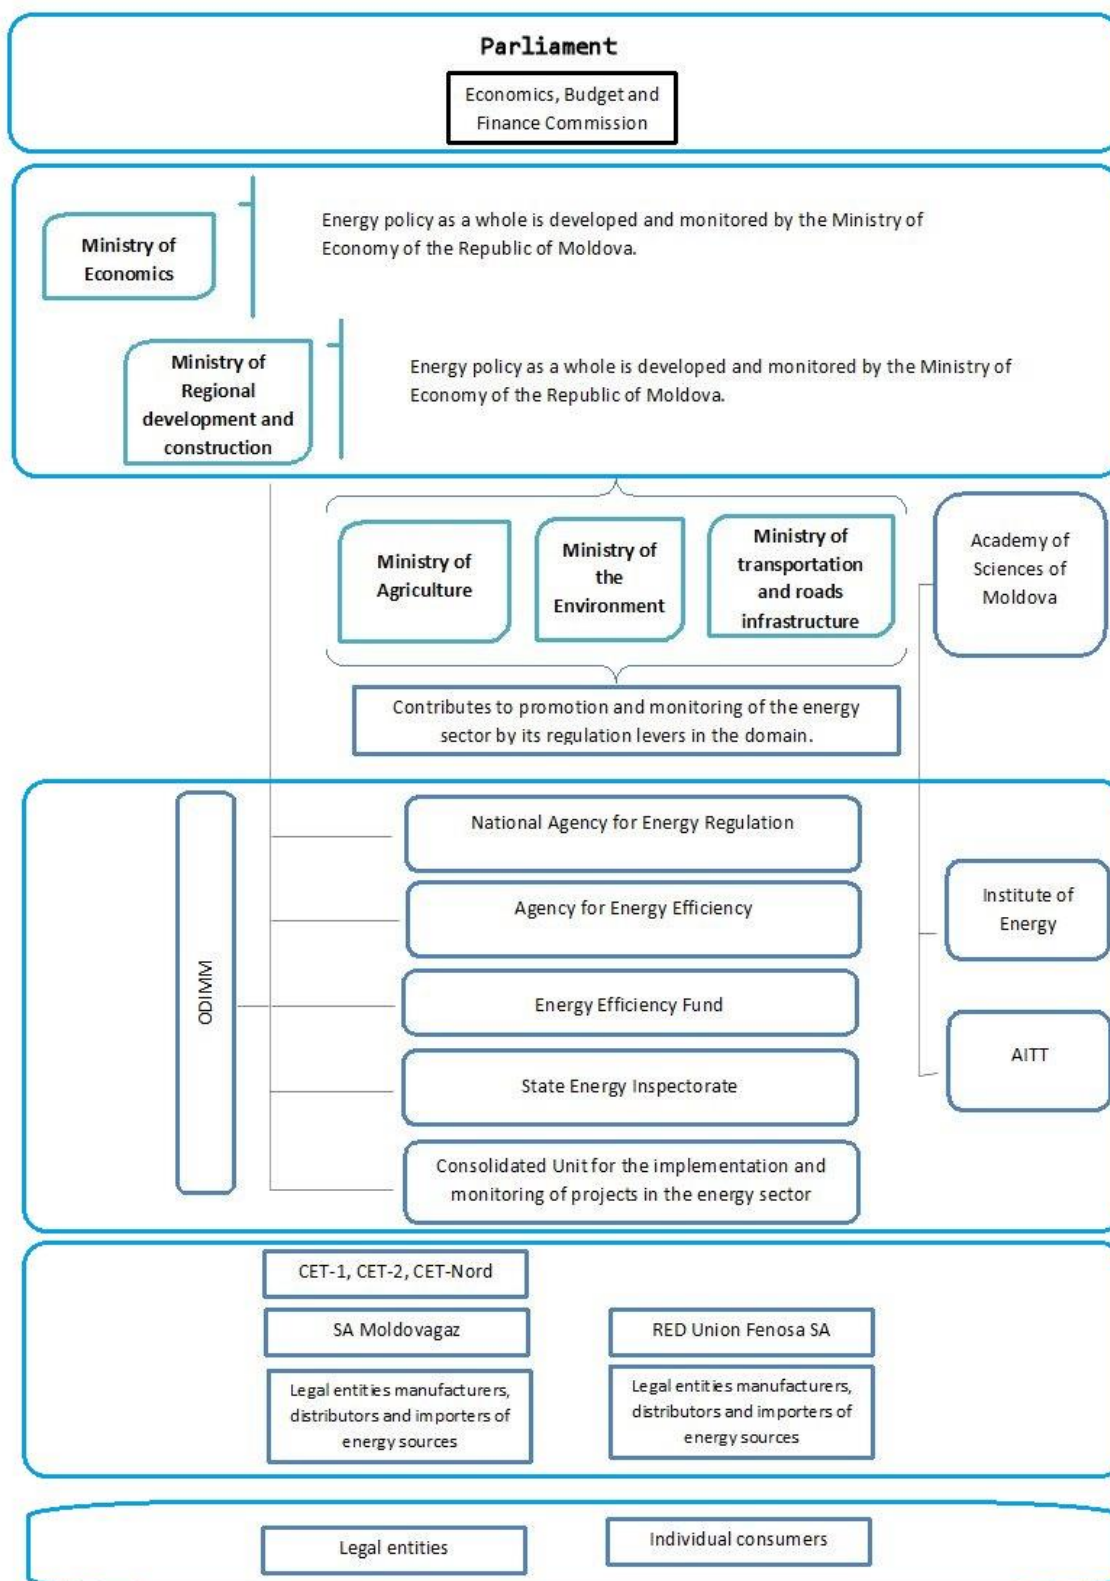 Parliament
Economics, Budget and
Finance Commission
Ministry of
Economics
Energy policy as a whole is developed and monitored by the Ministry of
Economy of the Republic of Moldova.
Ministry of
Regional
development and
construction
Energy policy as a whole is developed and monitored by the Ministry of
Economy of the Republic of Moldova.
Ministry of
Agriculture
Ministry of
the
Environment
Ministry of
transportation
and roads
infrastructure
Academy of
Sciences of
Moldova
Contributes to promotion and monitoring of the energy
sector by its regulation levers in the domain.
ODIMM
National Agency for Energy Regulation
Agency for Energy Efficiency
Energy Efficiency Fund
State Energy Inspectorate
Consolidated Unit for the implementation and
monitoring of projects in the energy sector
Institute of
Energy
AITT
CET-1, CET-2, CET-Nord
SA Moldovagaz
RED Union Fenosa SA
Legal entities manufacturers,
distributors and importers of
energy sources
Legal entities manufacturers,
distributors and importers of
energy sources
Legal entities
Individual consumers